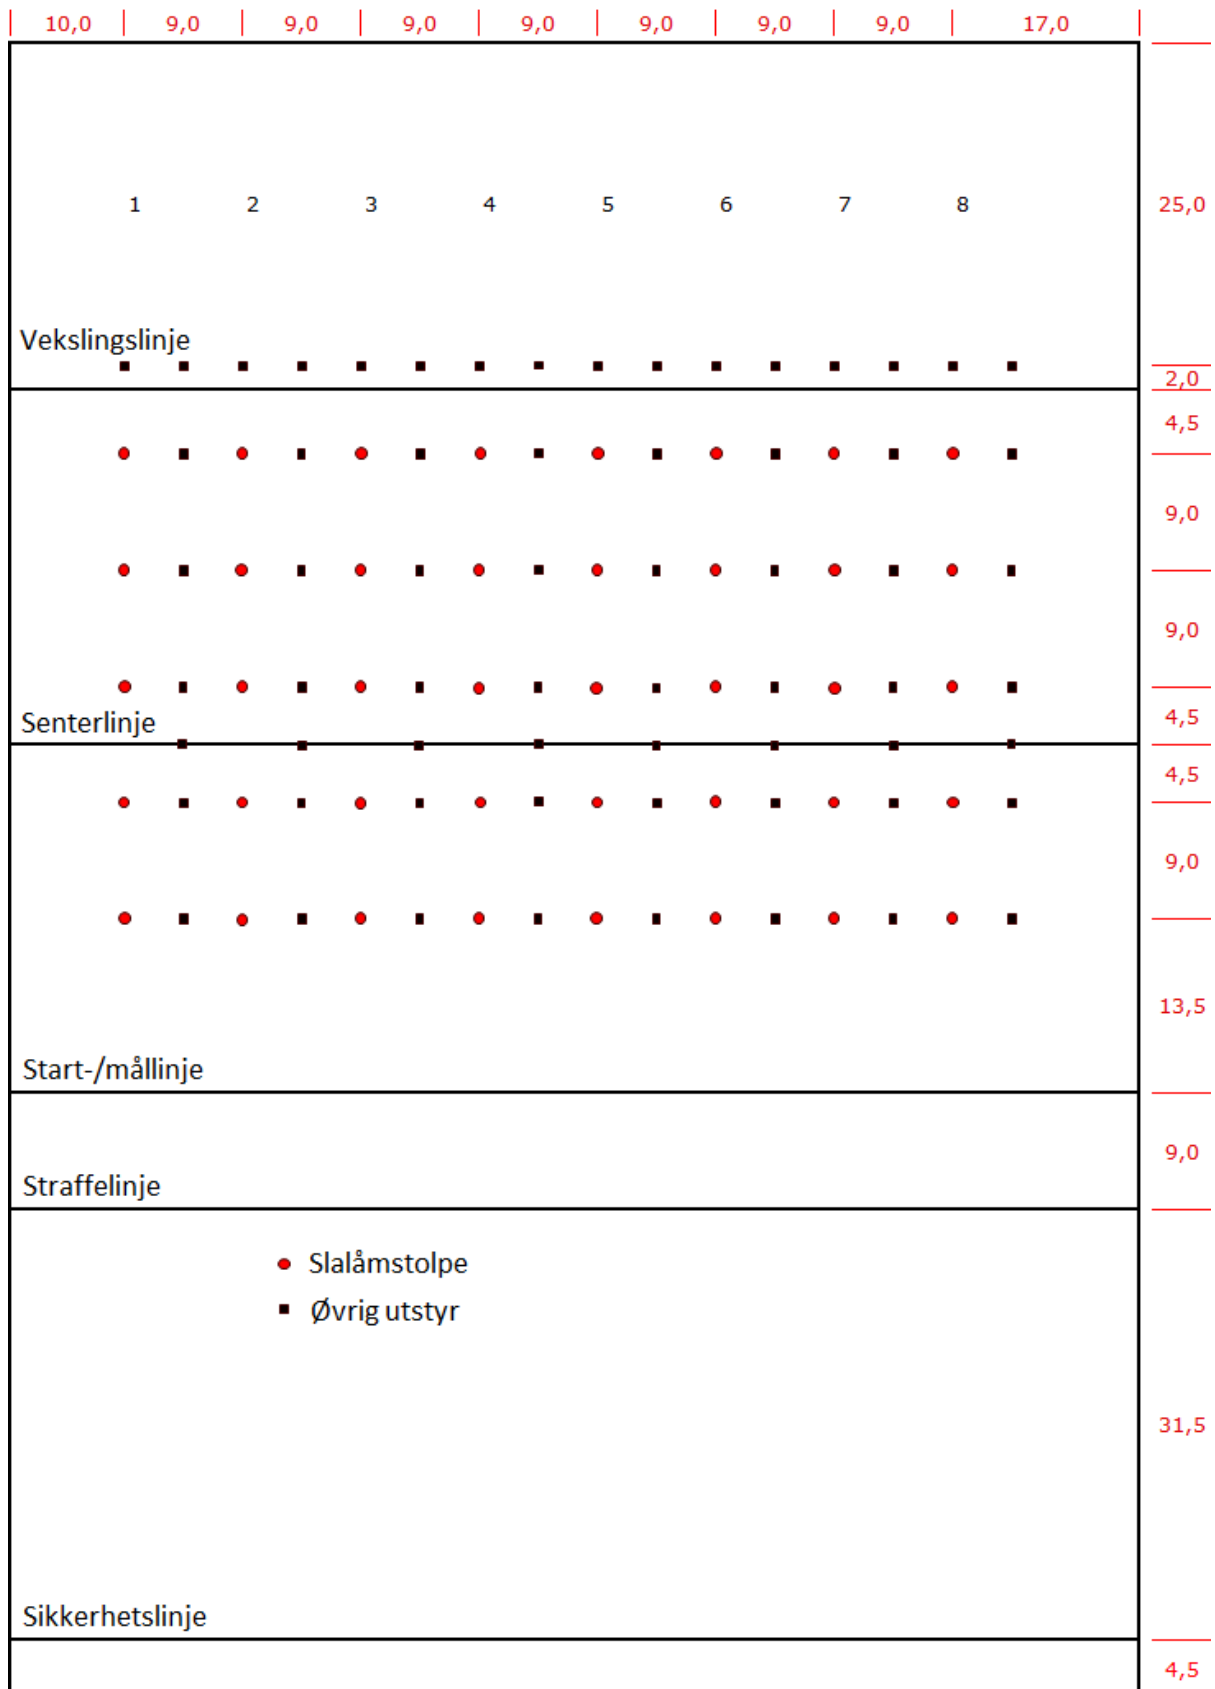 10,0 9,0 9,0 9,0 9,0 9,0 9,0 9,0 17,0
1 2 3 4 5 6 7 8 25,0
Vekslingslinje
2,0
4,5
9,0
9,0
Senterlinje 4,5
4,5
9,0
13,5
Start-/mållinje
9,0
Straffelinje
Slalåmstolpe
Øvrig utstyr
31,5
Sikkerhetslinje
4,5